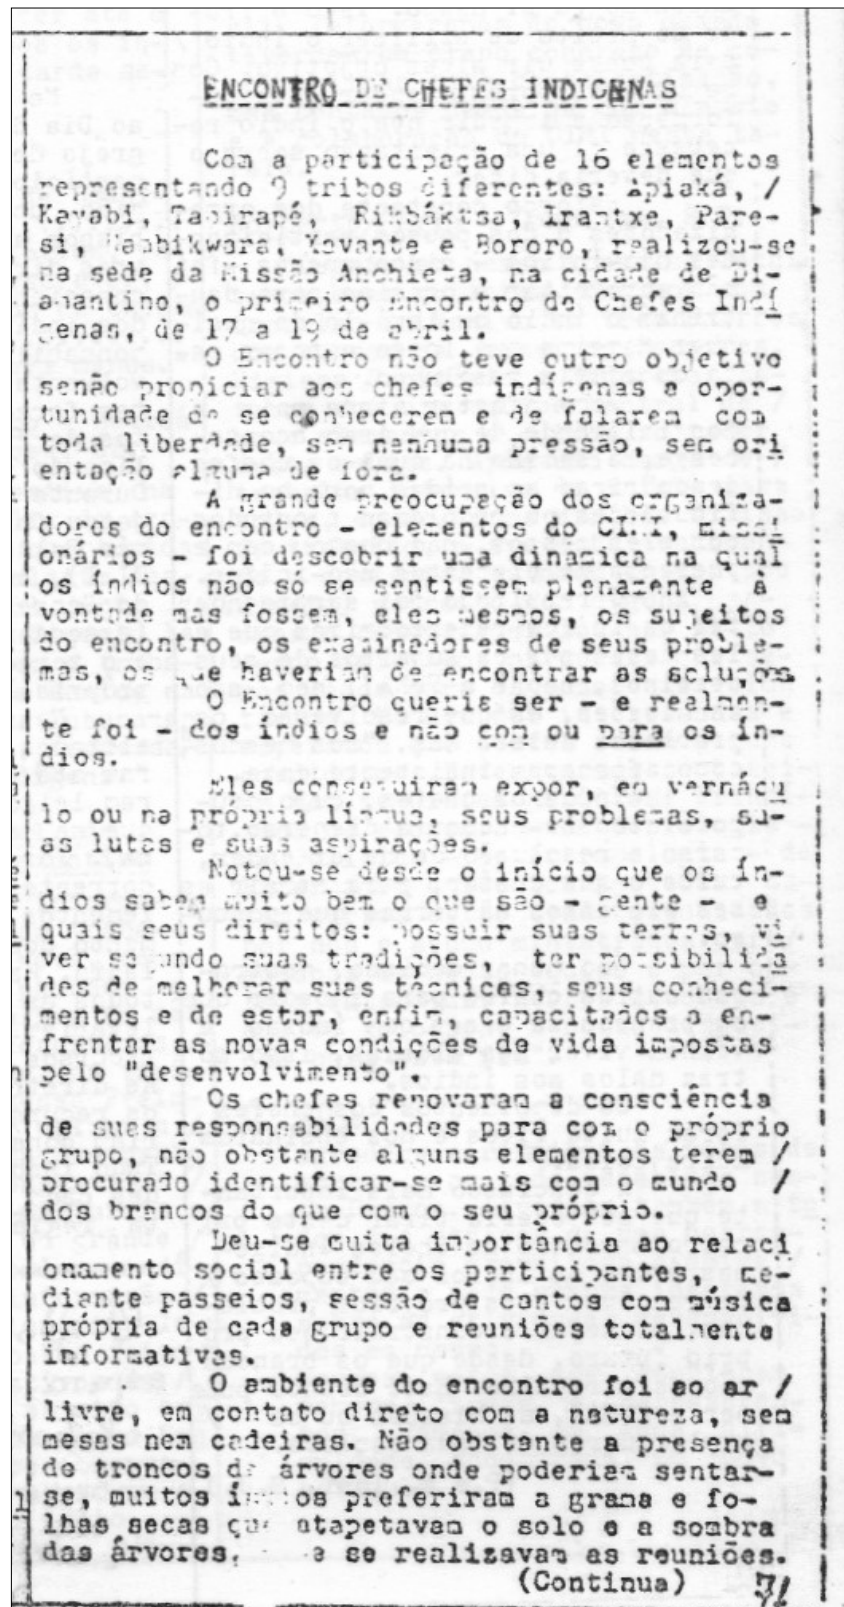 ENCONTRO DE CHEFES INDIGENAS
Com a participação de 16 elementos
representando 9 tribos diferentes: Apiaká, /
Kayabi, Tapirapé, Rikbáktsa, Irantxe, Pare-
si, Nambikwara, Xavante e Bororo, realizou-se
na sede da Missão Anchieta, na cidade de Di-
amantino, o primeiro Encontro de Chefes Indí
genas, de 17 a 19 de abril.
O Encontro não teve outro objetivo
senão propiciar aos chefes indígenas a opor-
tunidade de se conhecerem e de falarem com
toda liberdade, sem nenhuma pressão, sem ori
entação alguma de fora.
A grande preocupação dos organiza-
dores do encontro - elementos do CIMI, missi
onários - foi descobrir uma dinamica na qual
os índios não só se sentissem plenamente à
vontade mas fossem, eles mesmos, os sujeitos
do encontro, os examinadores de seus proble-
mas, os que haveriam de encontrar as soluções.
O Encontro queria ser - e realmen-
te foi - dos índios e não com ou para os ín-
dios.
Eles conseguiram expor, em vernácu
lo ou na própria língua, seus problemas, su-
as lutas e suas aspirações.
Notou-se desde o início que os ín-
dios sabem muito bem o que são - gente - e
quais seus direitos: possuir suas terras, vi
ver segundo suas tradições, ter possibilida
des de melhorar suas técnicas, seus conheci-
mentos e de estar, enfim, capacitados a en-
frentar as novas condições de vida impostas
pelo "desenvolvimento".
Os chefes renovaram a consciência
de suas responsabilidades para com o próprio
grupo, não obstante alguns elementos terem /
procurado identificar-se mais com o mundo /
dos brancos do que com o seu próprio.
Deu-se muita importância ao relaci
onamento social entre os participantes, me-
diante passeios, sessão de cantos com música
própria de cada grupo e reuniões totalmente
informativas.
O ambiente do encontro foi ao ar /
livre, em contato direto com a natureza, sem
mesas nem cadeiras. Não obstante a presença
de troncos de árvores onde poderiam sentar-
se, muitos índios preferiram a grama e fo-
lhas secas que atapetavam o solo e a sombra
das árvores, se realizavam as reuniões.
(Continua) 71